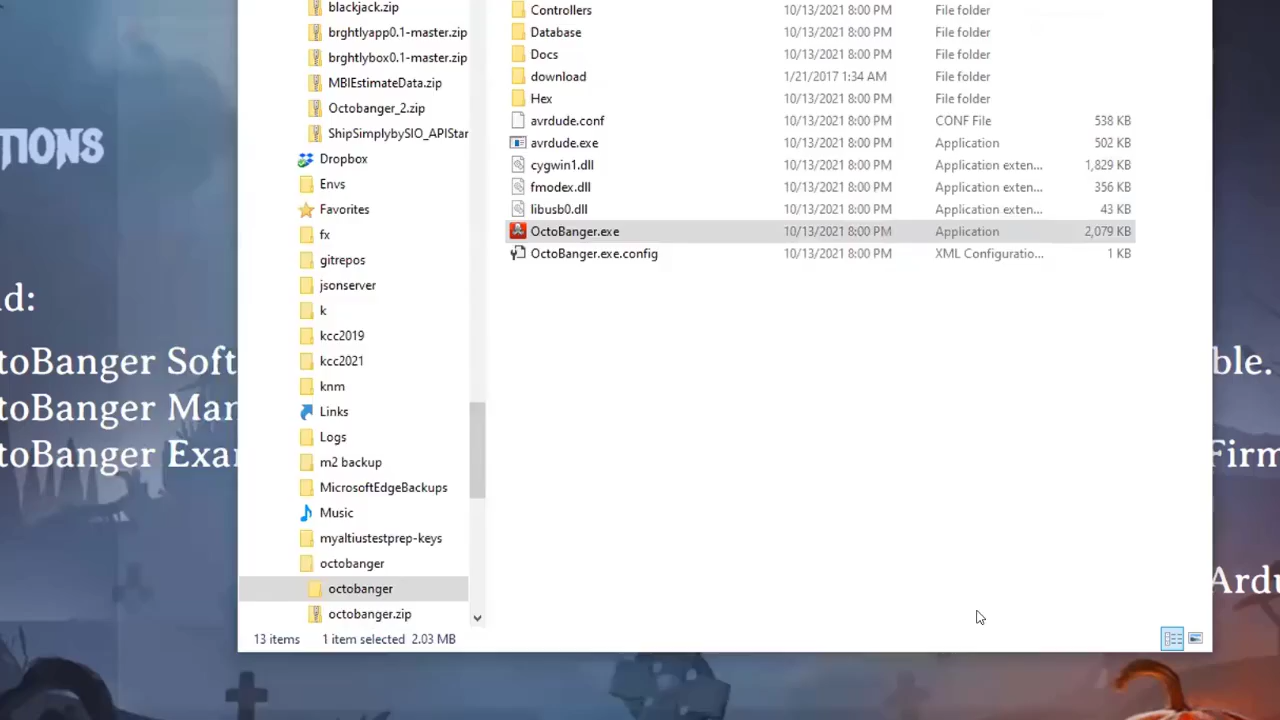 TIONS
d:
toBanger Soft
toBanger Man
toBanger Exa
ble.
Firm
Ardu
blackjack.zip
brghtlyapp0.1-master.zip
brghtlybox0.1-master.zip
MBIEstimateData.zip
Octobanger_2.zip
ShipSimplybySIO_APIStar
Dropbox
Envs
Favorites
fx
gitrepos
jsonserver
k
kcc2019
kcc2021
knm
Links
Logs
m2 backup
MicrosoftEdgeBackups
Music
myaltiustestprep-keys
octobanger
octobanger
octobanger.zip
Controllers 10/13/2021 8:00 PM File folder
Database 10/13/2021 8:00 PM File folder
Docs 10/13/2021 8:00 PM File folder
download 1/21/2017 1:34 AM File folder
Hex 10/13/2021 8:00 PM File folder
avrdude.conf 10/13/2021 8:00 PM CONF File 538 KB
avrdude.exe 10/13/2021 8:00 PM Application 502 KB
cygwin1.dll 10/13/2021 8:00 PM Application exten... 1,829 KB
fmodex.dll 10/13/2021 8:00 PM Application exten... 356 KB
libusb0.dll 10/13/2021 8:00 PM Application exten... 43 KB
OctoBanger.exe 10/13/2021 8:00 PM Application 2,079 KB
OctoBanger.exe.config 10/13/2021 8:00 PM XML Configuratio... 1 KB
13 items 1 item selected 2.03 MB